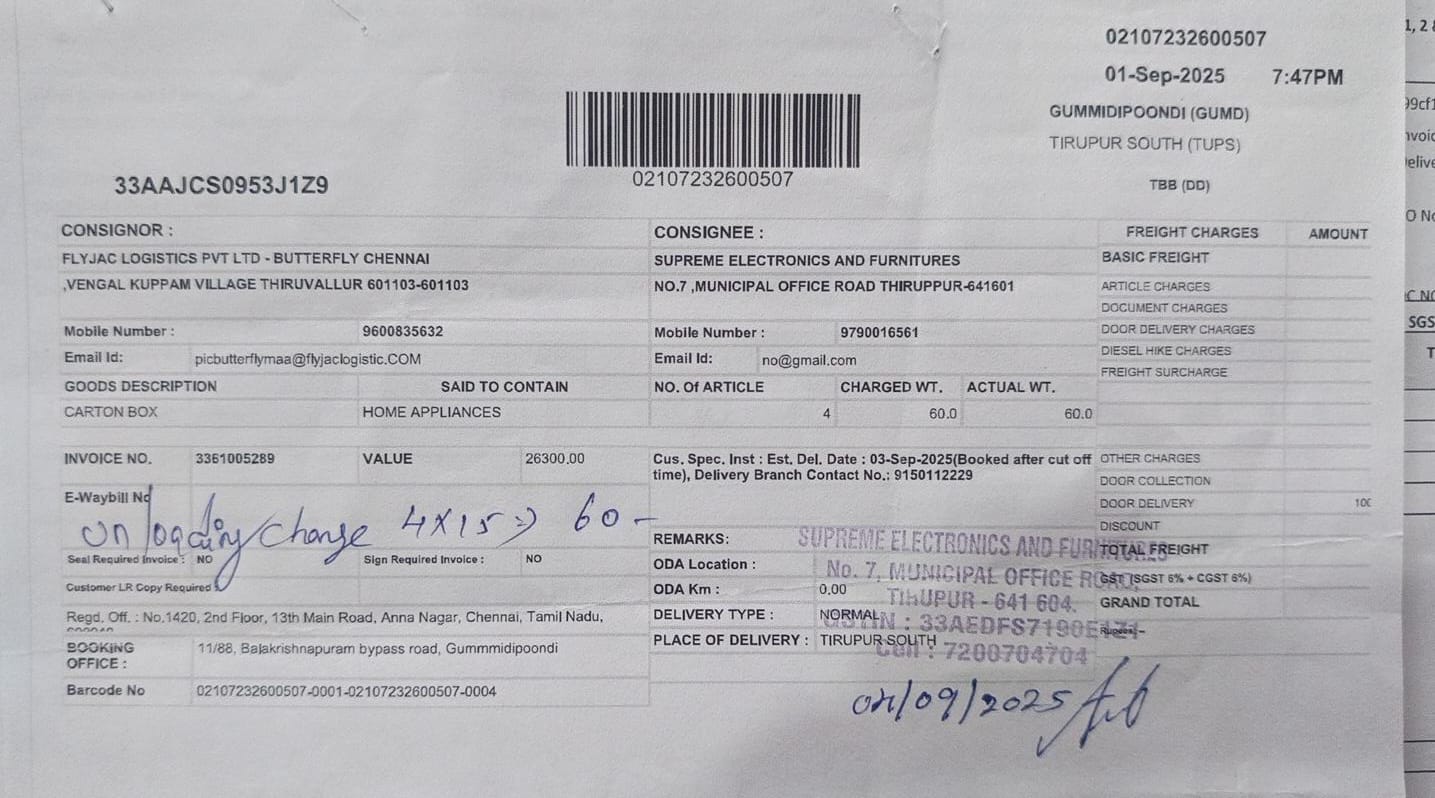 02107232600507
01-Sep-2025 7:47PM
GUMMIDIPOONDI (GUMD)
TIRUPUR SOUTH (TUPS)
TBB (DD)
02107232600507
33AAJCS0953J1Z9
CONSIGNOR : CONSIGNEE : FREIGHT CHARGES AMOUNT
FLYJAC LOGISTICS PVT LTD - BUTTERFLY CHENNAI SUPREME ELECTRONICS AND FURNITURES BASIC FREIGHT
,VENGAL KUPPAM VILLAGE THIRUVALLUR 601103-601103 NO.7 ,MUNICIPAL OFFICE ROAD THIRUPPUR-641601 ARTICLE CHARGES
DOCUMENT CHARGES
Mobile Number : 9600835632 Mobile Number : 9790016561 DOOR DELIVERY CHARGES
Email Id: picbutterflymaa@flyjaclogistic.COM Email Id: no@gmail.com DIESEL HIKE CHARGES
FREIGHT SURCHARGE
GOODS DESCRIPTION SAID TO CONTAIN NO. Of ARTICLE CHARGED WT. ACTUAL WT.
CARTON BOX HOME APPLIANCES 4 60.0 60.0
INVOICE NO. 3361005289 VALUE 26300.00 Cus. Spec. Inst : Est. Del. Date : 03-Sep-2025(Booked after cut off OTHER CHARGES
time), Delivery Branch Contact No.: 9150112229 DOOR COLLECTION
E-Waybill No DOOR DELIVERY
DISCOUNT
Un loading charge 4 X 15 => 60 -
REMARKS: SUPREME ELECTRONICS AND FURNITURES TOTAL FREIGHT
Seal Required Invoice : NO Sign Required Invoice : NO ODA Location : No. 7, MUNICIPAL OFFICE ROAD, GST (SGST 6% + CGST 6%)
Customer LR Copy Required ODA Km : 0.00 TIRUPUR - 641 604. GRAND TOTAL
Regd. Off. : No.1420, 2nd Floor, 13th Main Road, Anna Nagar, Chennai, Tamil Nadu, DELIVERY TYPE : NORMAL GSTIN : Rupees:-
BOOKING OFFICE : 11/88, Balakrishnapuram bypass road, Gummmidipoondi PLACE OF DELIVERY : TIRUPUR SOUTH Cell : 7200704704
Barcode No 02107232600507-0001-02107232600507-0004
04/09/2025